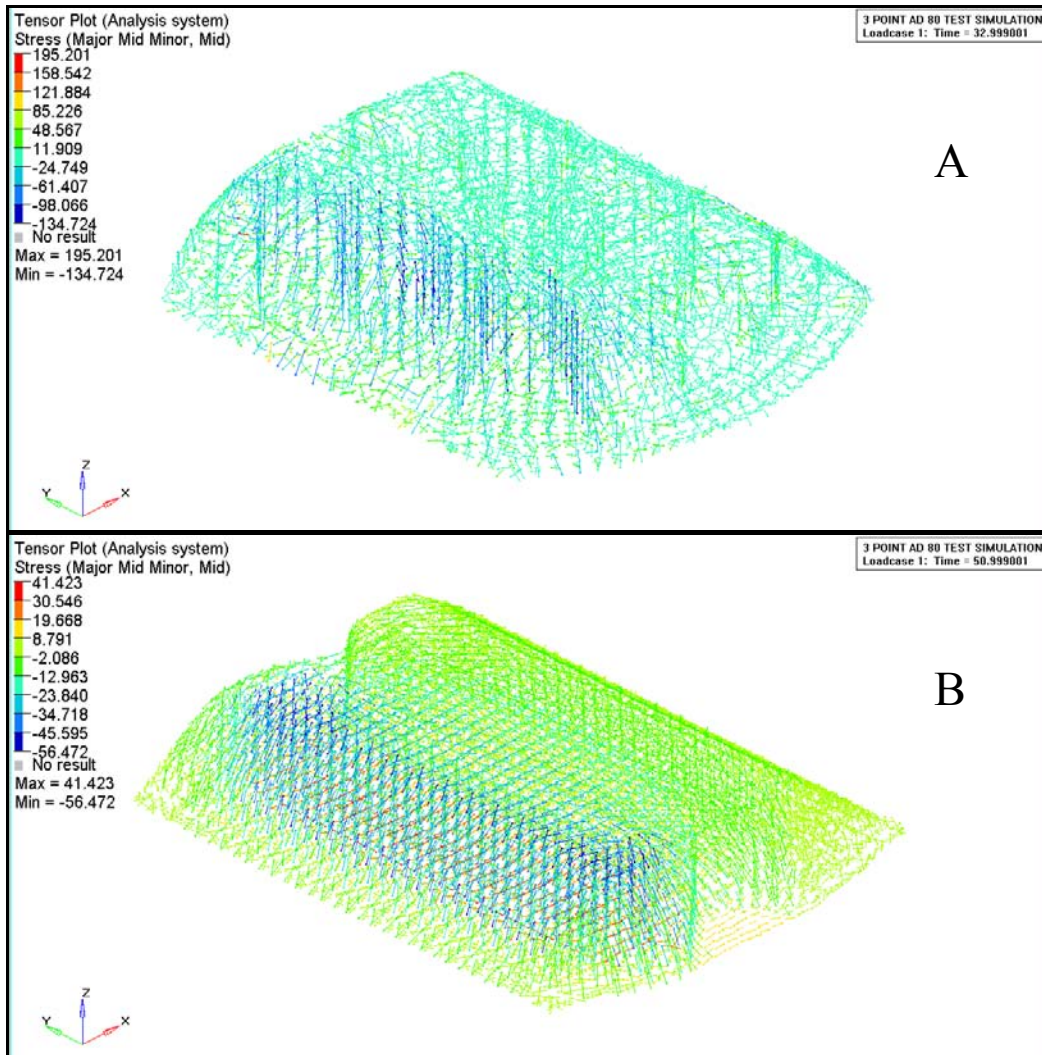 Tensor Plot (Analysis system)
Stress (Major Mid Minor, Mid)
195.201
158.542
121.884
85.226
48.567
11.909
-24.749
-61.407
-98.066
-134.724
No result
Max = 195.201
Min = -134.724
3 POINT AD 80 TEST SIMULATION
Loadcase 1: Time = 32.999001
A
Z
Y
X
Tensor Plot (Analysis system)
Stress (Major Mid Minor, Mid)
41.423
30.546
19.668
8.791
-2.086
-12.963
-23.840
-34.718
-45.595
-56.472
No result
Max = 41.423
Min = -56.472
3 POINT AD 80 TEST SIMULATION
Loadcase 1: Time = 50.999001
B
Z
Y
X